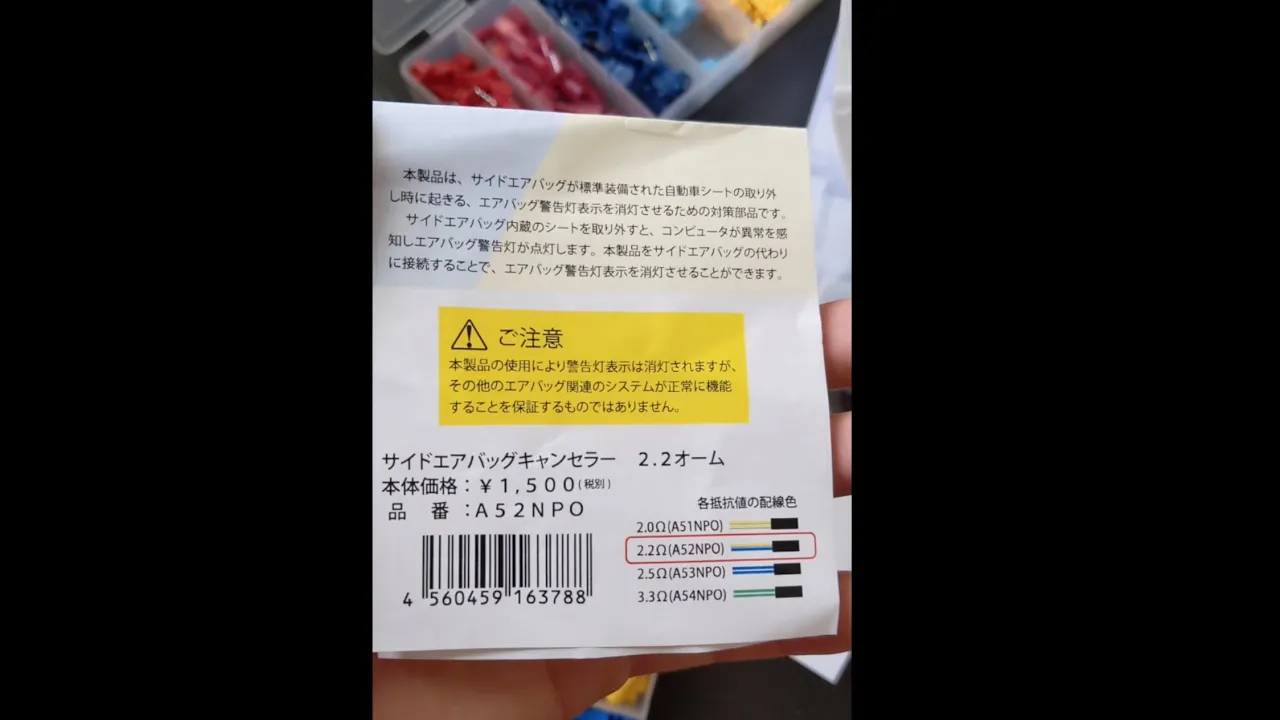 本製品は、サイドエアバッグが標準装備された自動車シートの取り外
し時に起きる、エアバッグ警告灯表示を消灯させるための対策部品です。
サイドエアバッグ内蔵のシートを取り外すと、コンピュータが異常を感
知しエアバッグ警告灯が点灯します。本製品をサイドエアバッグの代わり
に接続することで、エアバッグ警告灯表示を消灯させることができます。
ご注意
本製品の使用により警告灯表示は消灯されますが、
その他のエアバッグ関連のシステムが正常に機能
することを保証するものではありません。
サイドエアバッグキャンセラー 2.2オーム
本体価格：￥1,500(税別)
品 番 ：A52NPO
4 560459 163788
各抵抗値の配線色
2.0Ω(A51NPO)
2.2Ω(A52NPO)
2.5Ω(A53NPO)
3.3Ω(A54NPO)